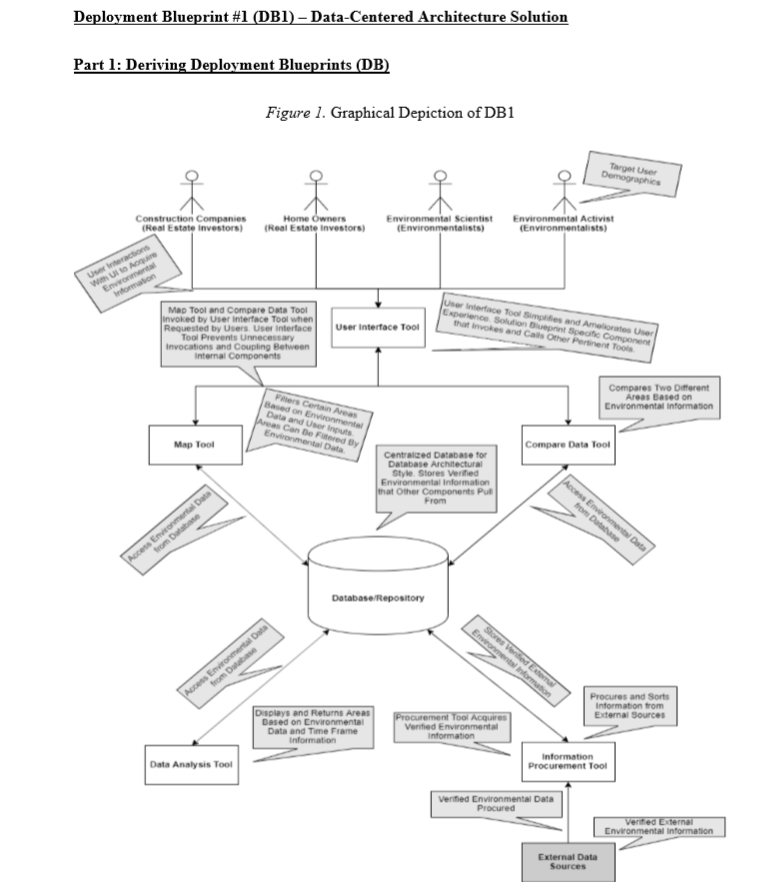 Deployment Blueprint #1 (DB1) – Data-Centered Architecture Solution
Part 1: Deriving Deployment Blueprints (DB)
Figure 1. Graphical Depiction of DB1
Target User
Demographics
Construction Companies
(Real Estate Investors)
Home Owners
(Real Estate Investors)
Environmental Scientist
(Environmentalists)
Environmental Activist
(Environmentalists)
User Interactions
With UI to Acquire
Environmental
Information
Map Tool and Compare Data Tool
Invoked by User Interface Tool when
Requested by Users. User Interface
Tool Prevents Unnecessary
Invocations and Coupling Between
Internal Components
User Interface Tool
User Interface Tool Simplifies and Ameliorates User
Experience. Solution Blueprint Specific Component
that Invokes and Calls Other Pertinent Tools.
Compares Two Different
Areas Based on
Environmental Information
Filters Certain Areas
Based on Environmental
Data and User Inputs.
Areas Can Be Filtered By
Environmental Data.
Map Tool
Compare Data Tool
Centralized Database for
Database Architectural
Style. Stores Verified
Environmental Information
that Other Components Pull
From
Access Environmental Data
from Database
Access Environmental Data
from Database
Database/Repository
Access Environmental Data
from Database
Stores Verified External
Environmental Information
Displays and Returns Areas
Based on Environmental
Data and Time Frame
Information
Procurement Tool Acquires
Verified Environmental
Information
Procures and Sorts
Information from
External Sources
Data Analysis Tool
Information
Procurement Tool
Verified Environmental Data
Procured
Verified External
Environmental Information
External Data
Sources